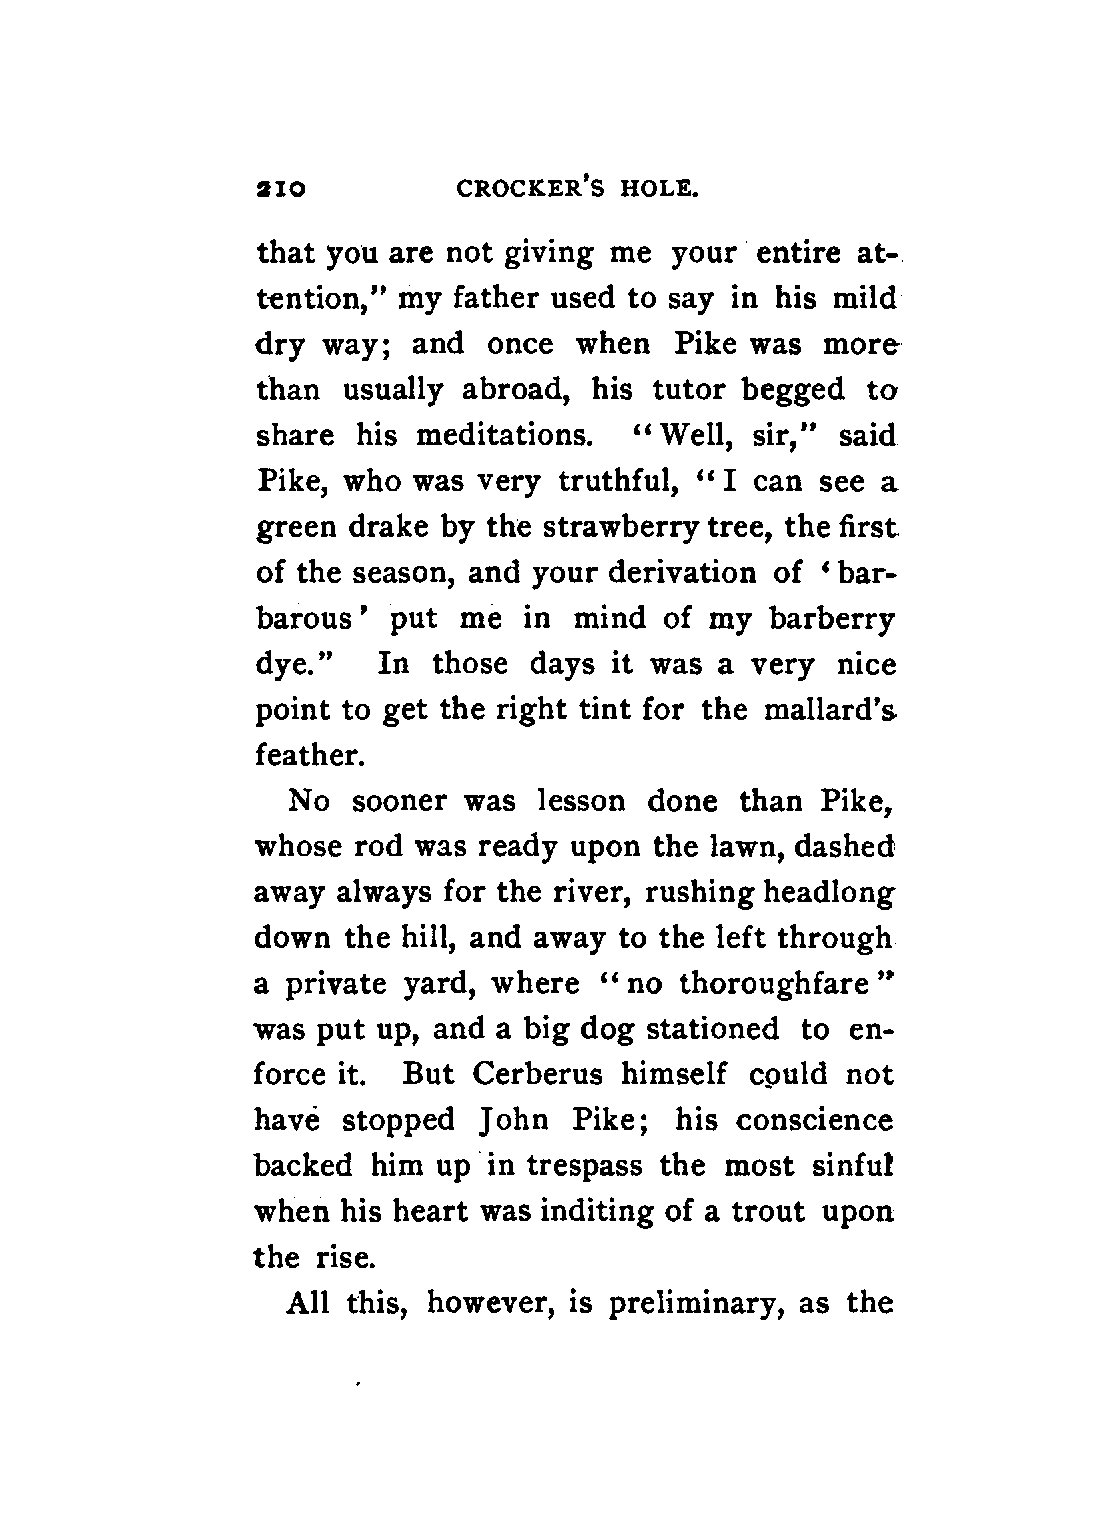 210 CROCKER'S HOLE.
that you are not giving me your entire at-
tention," my father used to say in his mild
dry way; and once when Pike was more
than usually abroad, his tutor begged to
share his meditations. "Well, sir," said
Pike, who was very truthful, "I can see a
green drake by the strawberry tree, the first
of the season, and your derivation of 'bar-
barous' put me in mind of my barberry
dye." In those days it was a very nice
point to get the right tint for the mallard's
feather.
No sooner was lesson done than Pike,
whose rod was ready upon the lawn, dashed
away always for the river, rushing headlong
down the hill, and away to the left through
a private yard, where "no thoroughfare"
was put up, and a big dog stationed to en-
force it. But Cerberus himself could not
have stopped John Pike; his conscience
backed him up in trespass the most sinful
when his heart was inditing of a trout upon
the rise.
All this, however, is preliminary, as the